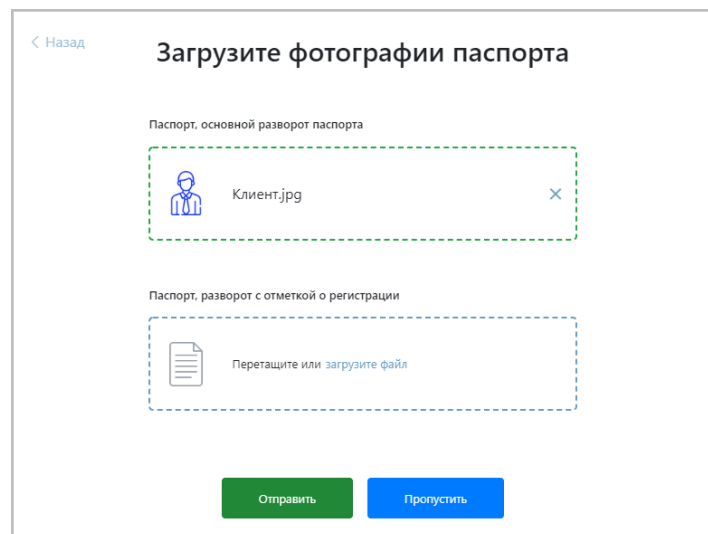 Назад
Загрузите фотографии паспорта
Паспорт, основной разворот паспорта
Клиент.jpg
Паспорт, разворот с отметкой о регистрации
Перетащите или загрузите файл
Отправить
Пропустить